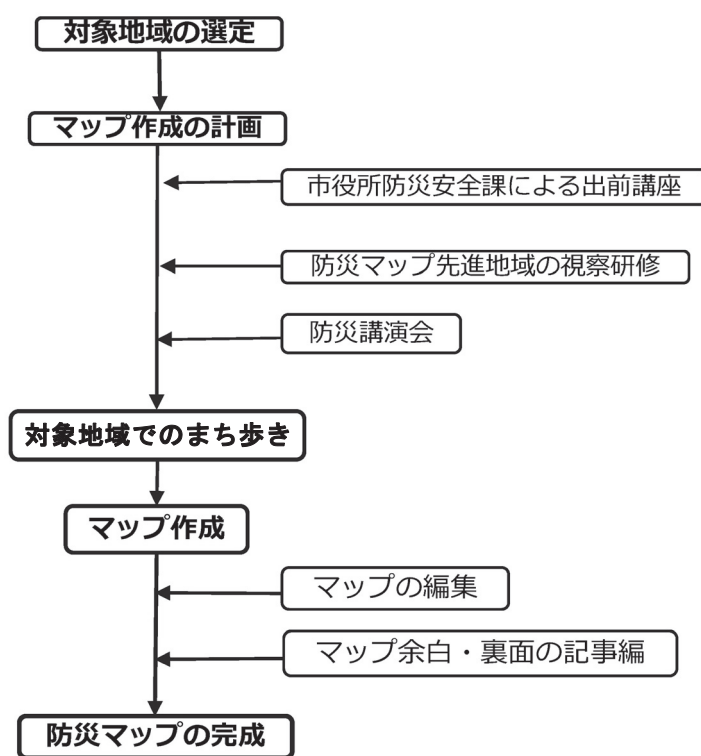 対象地域の選定
マップ作成の計画
市役所防災安全課による出前講座
防災マップ先進地域の視察研修
防災講演会
対象地域でのまち歩き
マップ作成
マップの編集
マップ余白・裏面の記事編
防災マップの完成